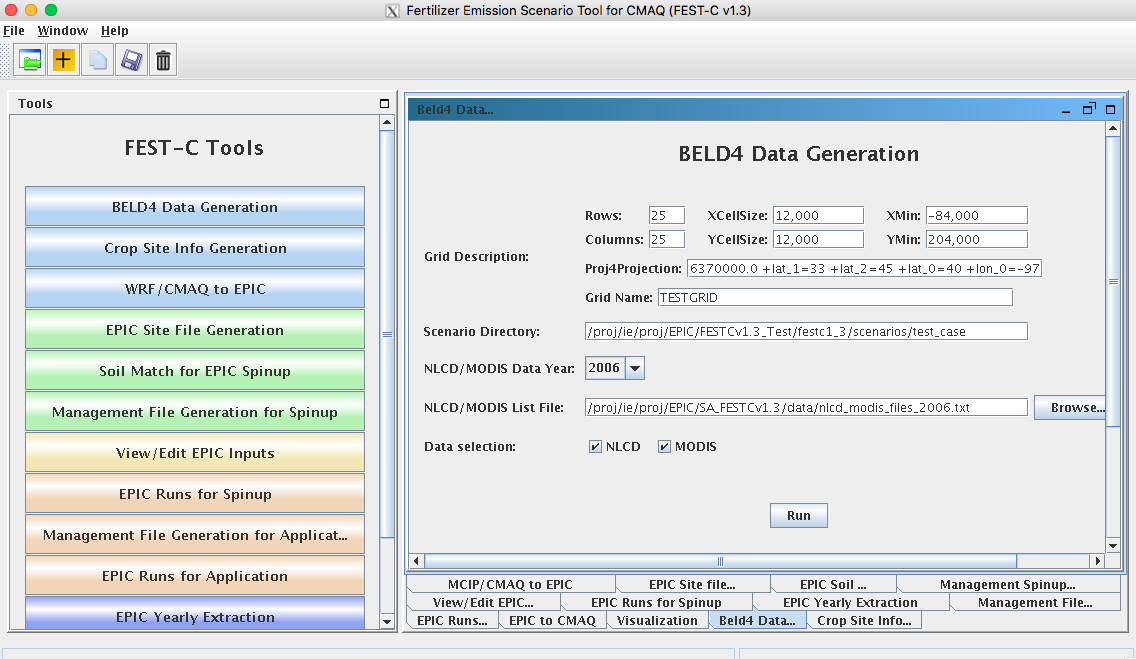 Fertilizer Emission Scenario Tool for CMAQ (FEST-C v1.3)
File Window Help
Tools
FEST-C Tools
BELD4 Data Generation
Crop Site Info Generation
WRF/CMAQ to EPIC
EPIC Site File Generation
Soil Match for EPIC Spinup
Management File Generation for Spinup
View/Edit EPIC Inputs
EPIC Runs for Spinup
Management File Generation for Applicat...
EPIC Runs for Application
EPIC Yearly Extraction
Beld4 Data...
BELD4 Data Generation
Grid Description:
Rows: 25 XCellSize: 12,000 XMin: -84,000
Columns: 25 YCellSize: 12,000 YMin: 204,000
Proj4Projection: 6370000.0 +lat_1=33 +lat_2=45 +lat_0=40 +lon_0=-97
Grid Name: TESTGRID
Scenario Directory: /proj/ie/proj/EPIC/FESTCv1.3_Test/festc1_3/scenarios/test_case
NLCD/MODIS Data Year: 2006
NLCD/MODIS List File: /proj/ie/proj/EPIC/SA_FESTCv1.3/data/nlcd_modis_files_2006.txt Browse...
Data selection: NLCD MODIS
Run
MCIP/CMAQ to EPIC EPIC Site file... EPIC Soil ... Management Spinup...
View/Edit EPIC... EPIC Runs for Spinup EPIC Yearly Extraction Management File...
EPIC Runs... EPIC to CMAQ Visualization Beld4 Data... Crop Site Info...